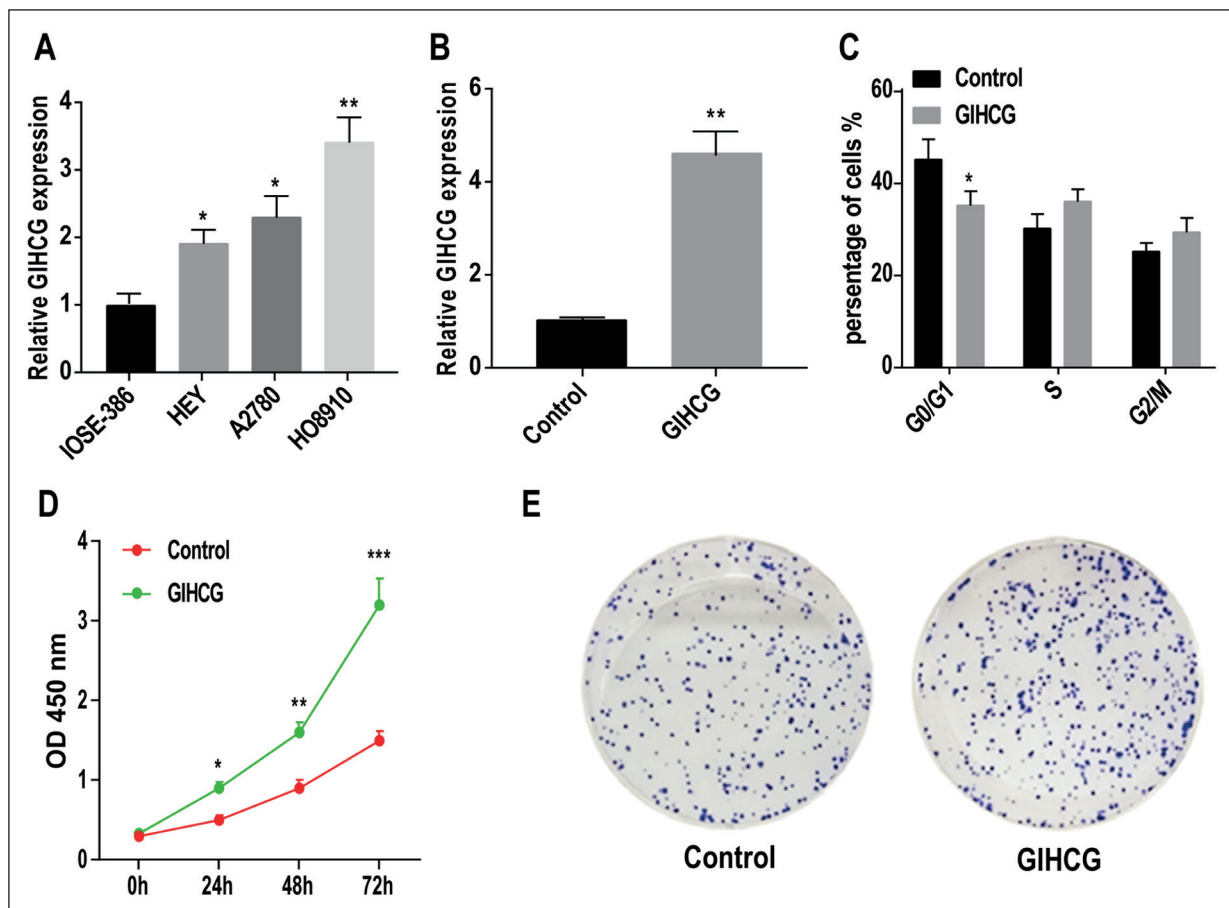 A
Relative GIHCG expression
4
3
2
1
0
*
*
**
IOSE-386
HEY
A2780
HO8910
B
Relative GIHCG expression
6
4
2
0
**
Control
GIHCG
C
Control
GIHCG
persentage of cells %
60
40
20
0
*
G0/G1
S
G2/M
D
Control
GIHCG
OD 450 nm
4
3
2
1
0
*
**
***
0h
24h
48h
72h
E
Control
GIHCG